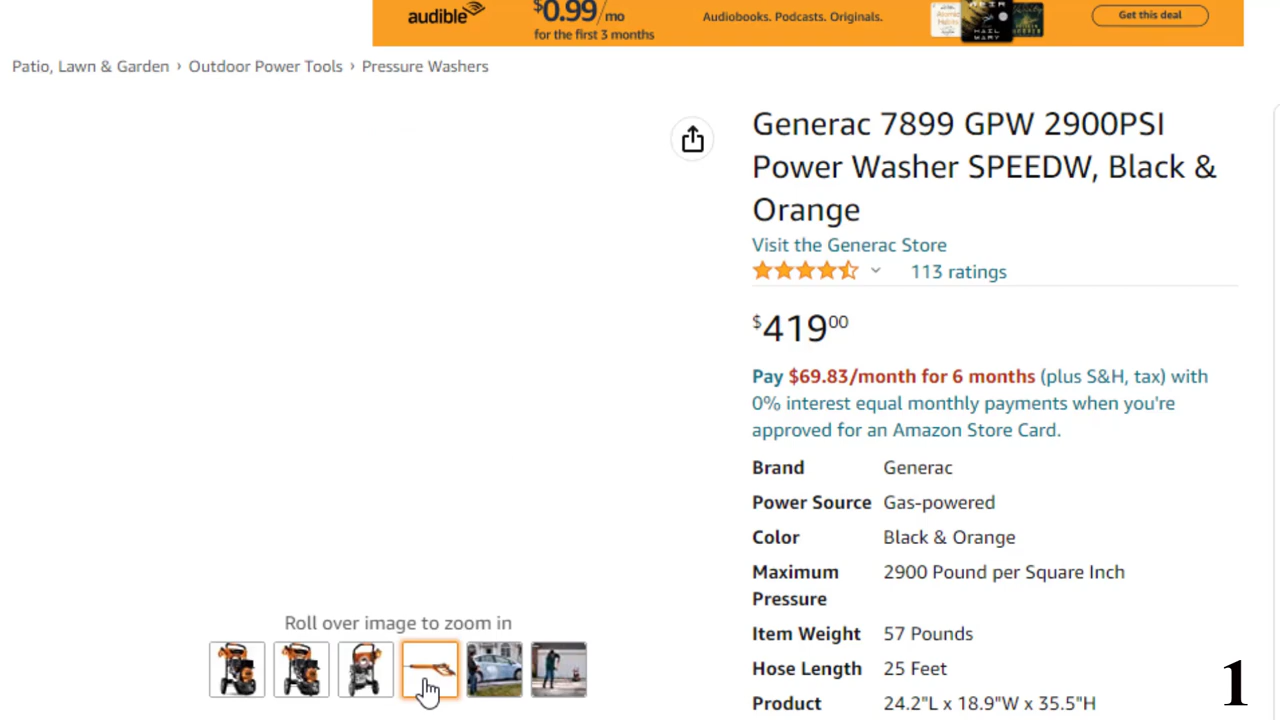 audible
$0.99/mo
for the first 3 months
Audiobooks. Podcasts. Originals.
HAIL
MARY
Get this deal
Patio, Lawn & Garden › Outdoor Power Tools › Pressure Washers
Generac 7899 GPW 2900PSI
Power Washer SPEEDW, Black &
Orange
Visit the Generac Store
113 ratings
$41900
Pay $69.83/month for 6 months (plus S&H, tax) with
0% interest equal monthly payments when you're
approved for an Amazon Store Card.
Brand Generac
Power Source Gas-powered
Color Black & Orange
Maximum 2900 Pound per Square Inch
Pressure
Item Weight 57 Pounds
Hose Length 25 Feet
Product 24.2"L x 18.9"W x 35.5"H
Roll over image to zoom in
1